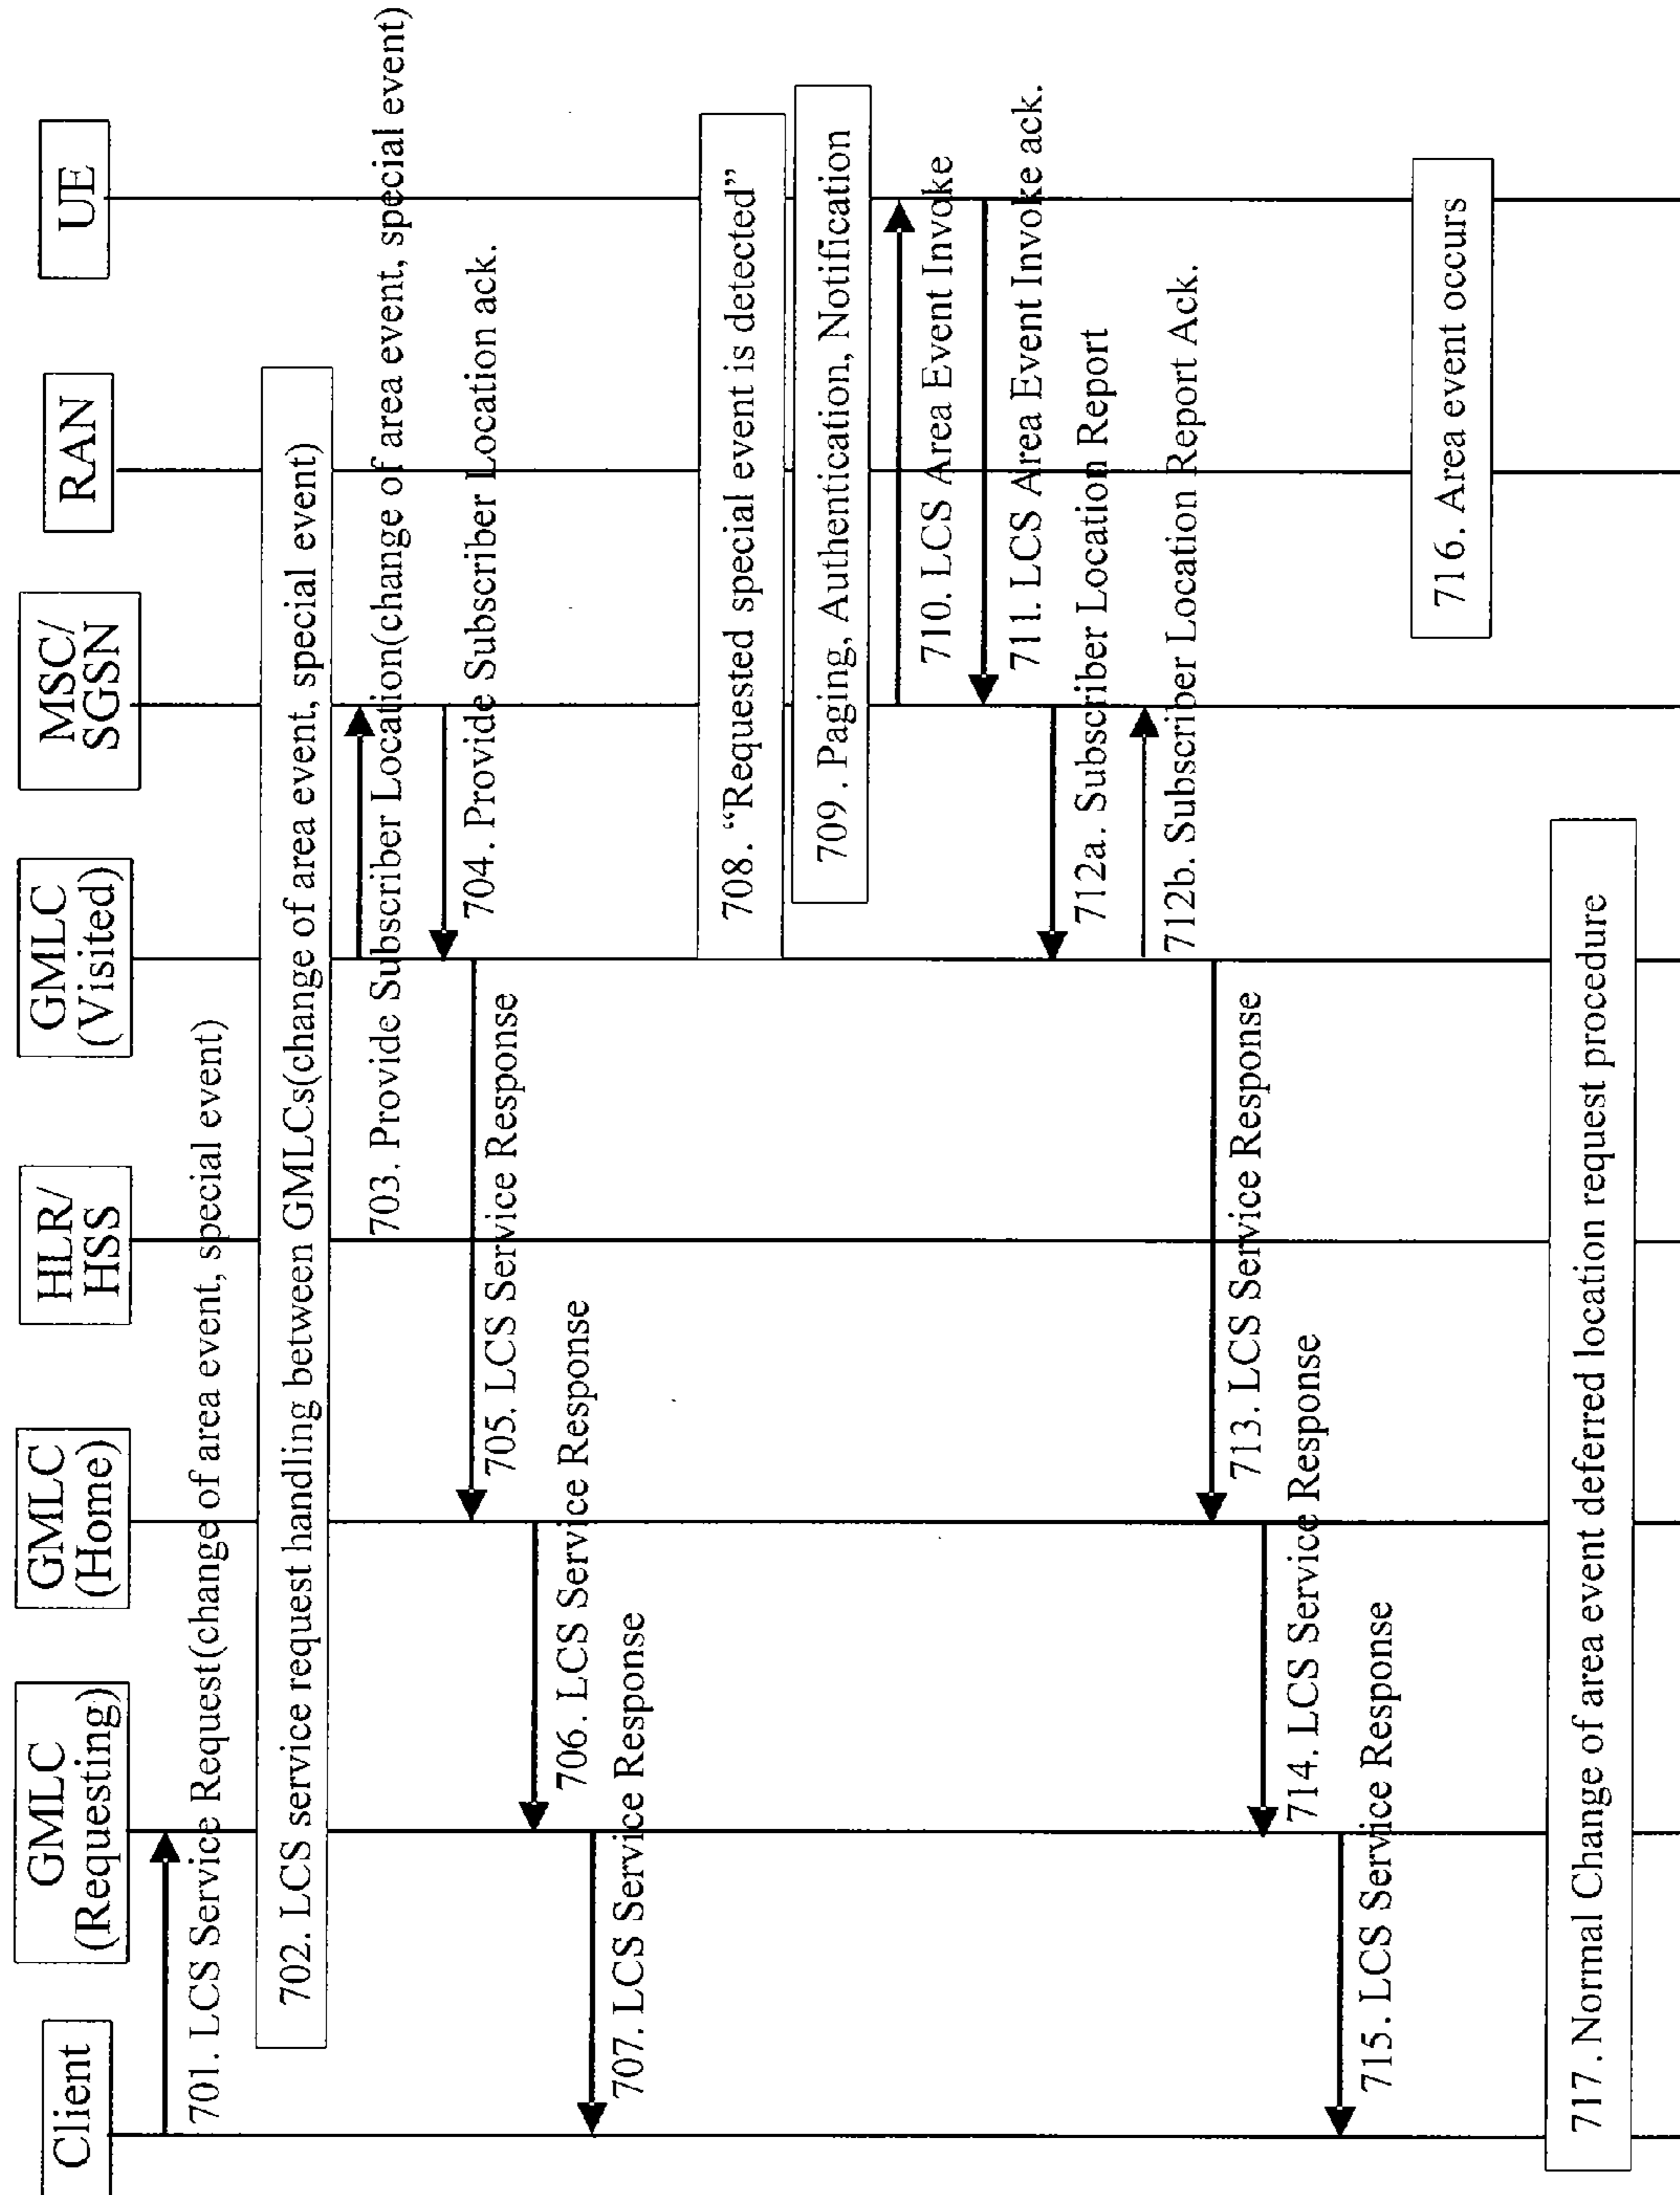 Client
GMLC
(Requesting)
GMLC
(Home)
HLR/
HSS
GMLC
(Visited)
MSC/
SGSN
RAN
UE
701. LCS Service Request(change of area event, special event)
702. LCS service request handling between GMLCs(change of area event, special event)
703. Provide Subscriber Location(change of area event, special event)
704. Provide Subscriber Location ack.
705. LCS Service Response
706. LCS Service Response
707. LCS Service Response
708. “Requested special event is detected”
709. Paging, Authentication, Notification
710. LCS Area Event Invoke
711. LCS Area Event Invoke ack.
712a. Subscriber Location Report
712b. Subscriber Location Report Ack.
713. LCS Service Response
714. LCS Service Response
715. LCS Service Response
716. Area event occurs
717. Normal Change of area event deferred location request procedure